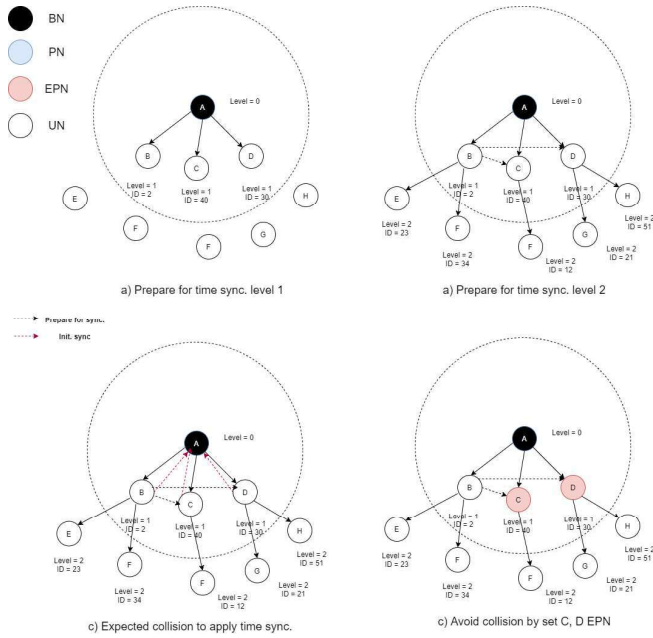 BN
PN
EPN
UN
A
Level = 0
B
C
D
Level = 1
ID = 2
Level = 1
ID = 40
Level = 1
ID = 30
E
F
F
G
H
a) Prepare for time sync. level 1
A
Level = 0
B
C
D
Level = 1
ID = 2
Level = 1
ID = 40
Level = 1
ID = 30
E
Level = 2
ID = 23
F
Level = 2
ID = 34
F
Level = 2
ID = 12
G
Level = 2
ID = 21
H
Level = 2
ID = 51
a) Prepare for time sync. level 2
Prepare for sync.
Init. sync
A
Level = 0
B
C
D
Level = 1
ID = 2
Level = 1
ID = 40
Level = 1
ID = 30
E
Level = 2
ID = 23
F
Level = 2
ID = 34
F
Level = 2
ID = 12
G
Level = 2
ID = 21
H
Level = 2
ID = 51
c) Expected collision to apply time sync.
A
Level = 0
B
C
D
Level = 1
ID = 2
Level = 1
ID = 40
Level = 1
ID = 30
E
Level = 2
ID = 23
F
Level = 2
ID = 34
F
Level = 2
ID = 12
G
Level = 2
ID = 21
H
Level = 2
ID = 51
c) Avoid collision by set C, D EPN